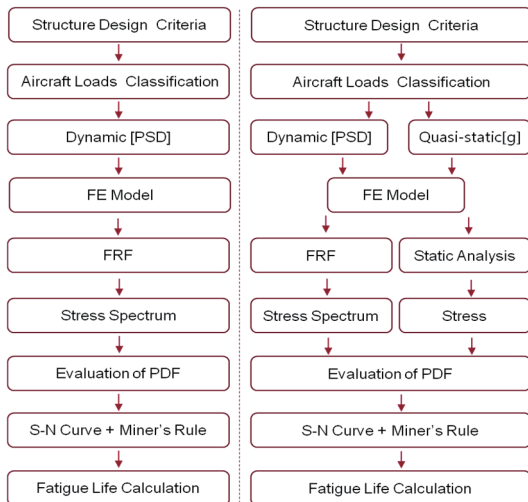 Structure Design Criteria
Aircraft Loads Classification
Dynamic [PSD]
FE Model
FRF
Stress Spectrum
Evaluation of PDF
S-N Curve + Miner's Rule
Fatigue Life Calculation
Structure Design Criteria
Aircraft Loads Classification
Dynamic [PSD]
Quasi-static[g]
FE Model
FRF
Static Analysis
Stress Spectrum
Stress
Evaluation of PDF
S-N Curve + Miner's Rule
Fatigue Life Calculation